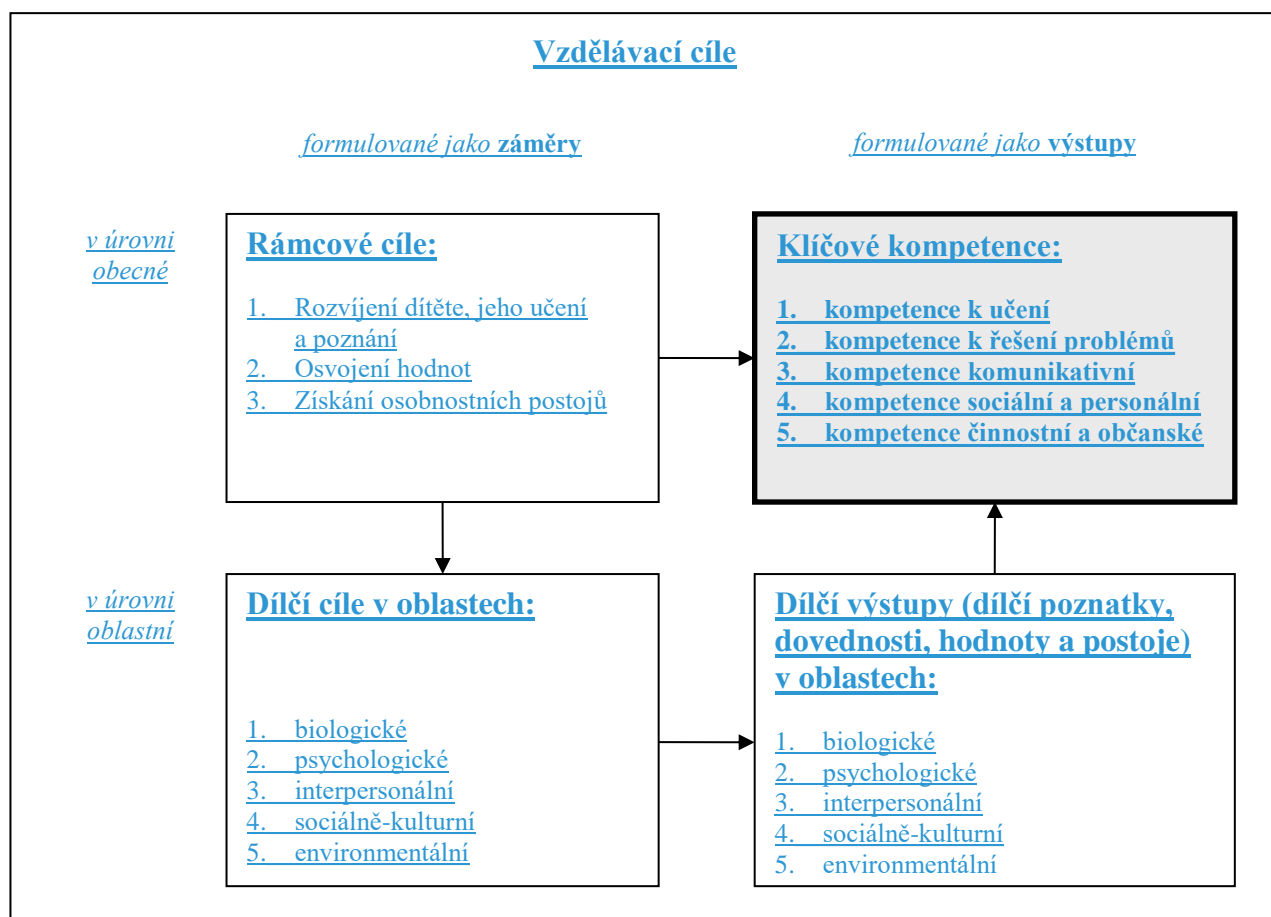 Vzdělávací cíle
formulované jako záměry
formulované jako výstupy
v úrovni
obecné
Rámcové cíle:
1. Rozvíjení dítěte, jeho učení
a poznání
2. Osvojení hodnot
3. Získání osobnostních postojů
Klíčové kompetence:
1. kompetence k učení
2. kompetence k řešení problémů
3. kompetence komunikativní
4. kompetence sociální a personální
5. kompetence činnostní a občanské
v úrovni
oblastní
Dílčí cíle v oblastech:
1. biologické
2. psychologické
3. interpersonální
4. sociálně-kulturní
5. environmentální
Dílčí výstupy (dílčí poznatky,
dovednosti, hodnoty a postoje)
v oblastech:
1. biologické
2. psychologické
3. interpersonální
4. sociálně-kulturní
5. environmentální